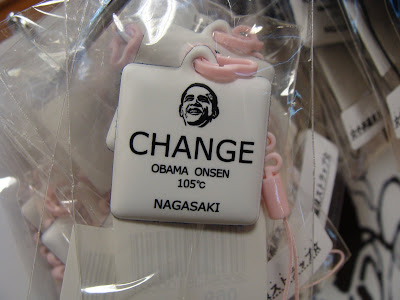 CHANGE
OBAMA ONSEN
105℃
NAGASAKI